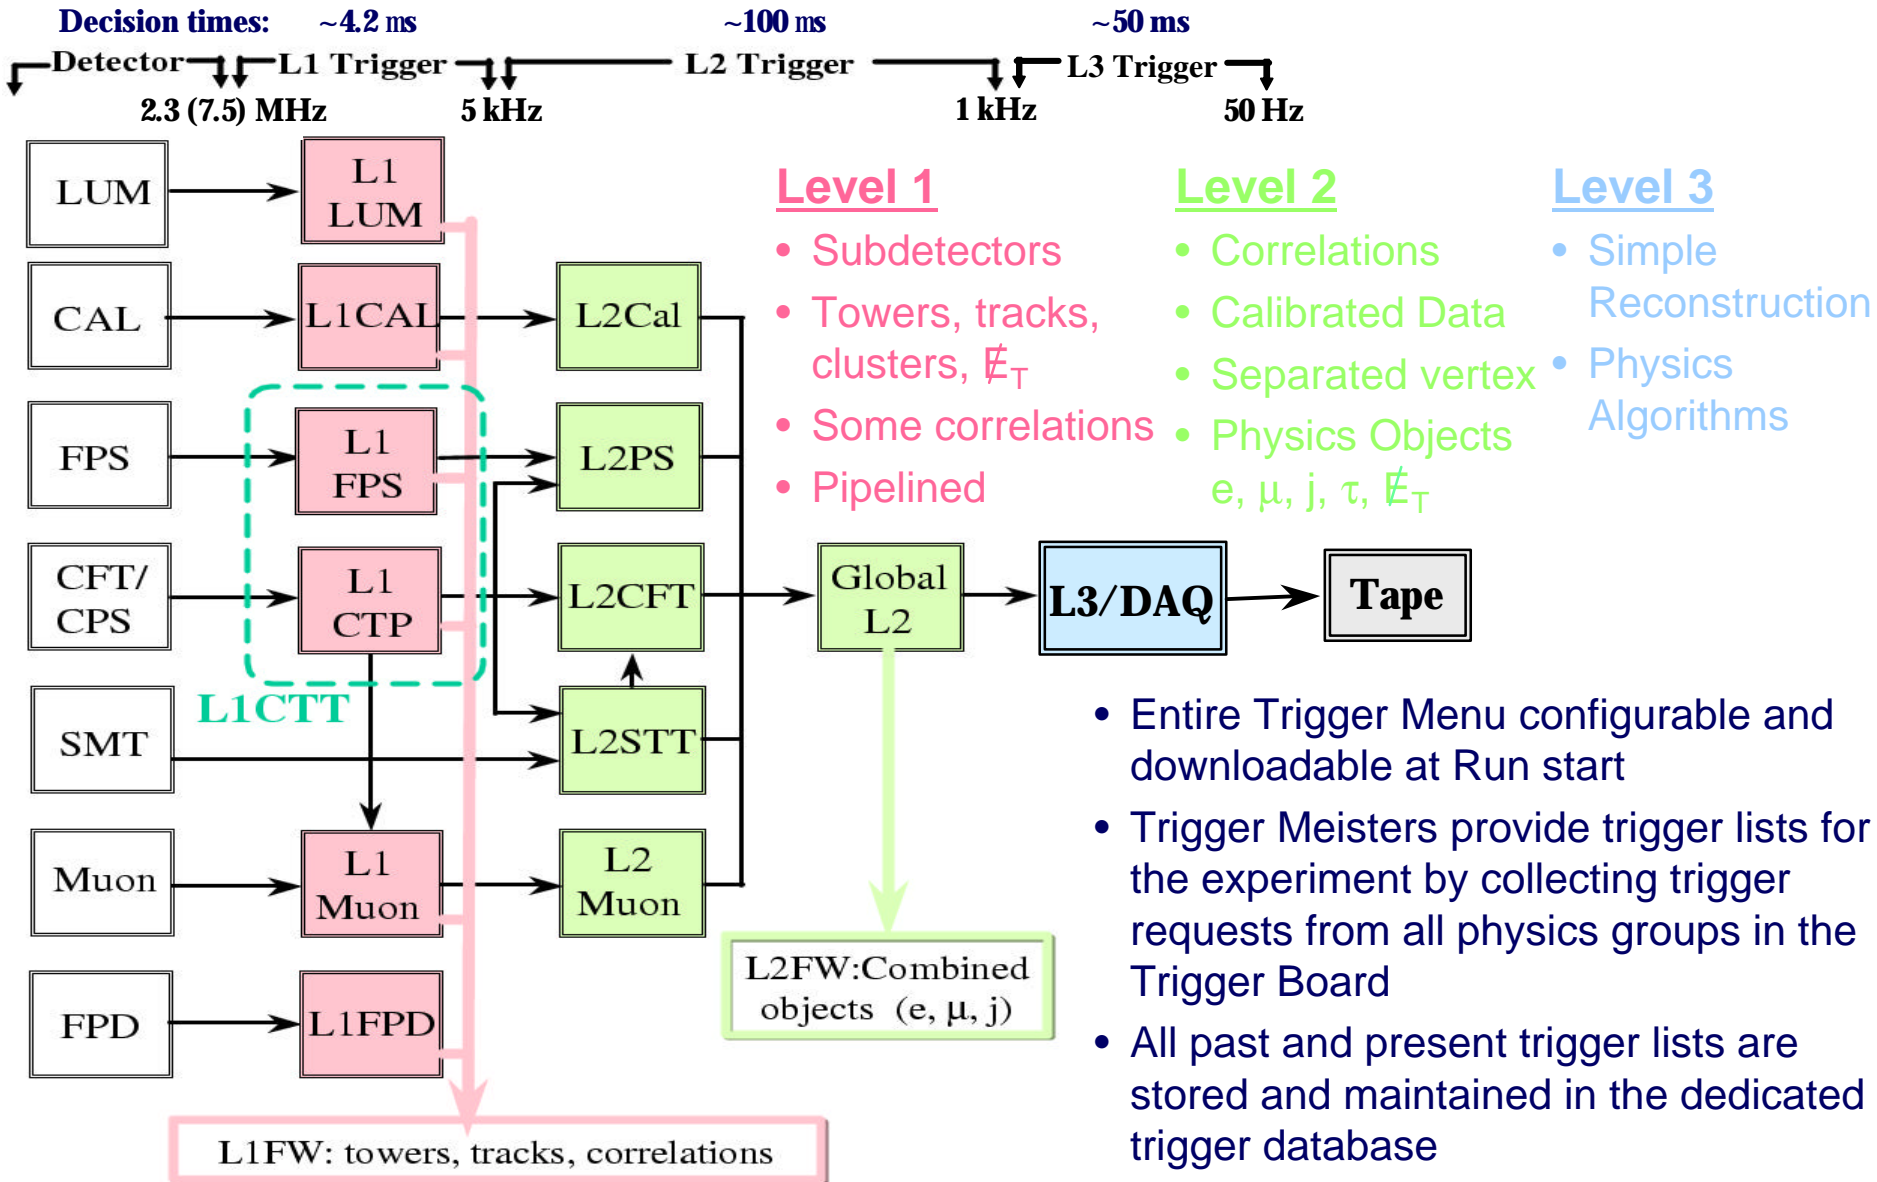 Decision times: ~4.2 ms ~100 ms ~50 ms
Detector L1 Trigger L2 Trigger L3 Trigger
2.3 (7.5) MHz 5 kHz 1 kHz 50 Hz
LUM
L1
LUM
CAL
L1CAL
L2Cal
FPS
L1
FPS
L2PS
CFT/
CPS
L1
CTP
L2CFT
Global
L2
L3/DAQ
Tape
L1CTT
SMT
L2STT
Muon
L1
Muon
L2
Muon
FPD
L1FPD
L2FW:Combined
objects (e, μ, j)
L1FW: towers, tracks, correlations
Level 1
• Subdetectors
• Towers, tracks,
clusters, E̸T
• Some correlations
• Pipelined
Level 2
• Correlations
• Calibrated Data
• Separated vertex
• Physics Objects
e, μ, j, τ, E̸T
Level 3
• Simple
Reconstruction
• Physics
Algorithms
• Entire Trigger Menu configurable and
downloadable at Run start
• Trigger Meisters provide trigger lists for
the experiment by collecting trigger
requests from all physics groups in the
Trigger Board
• All past and present trigger lists are
stored and maintained in the dedicated
trigger database